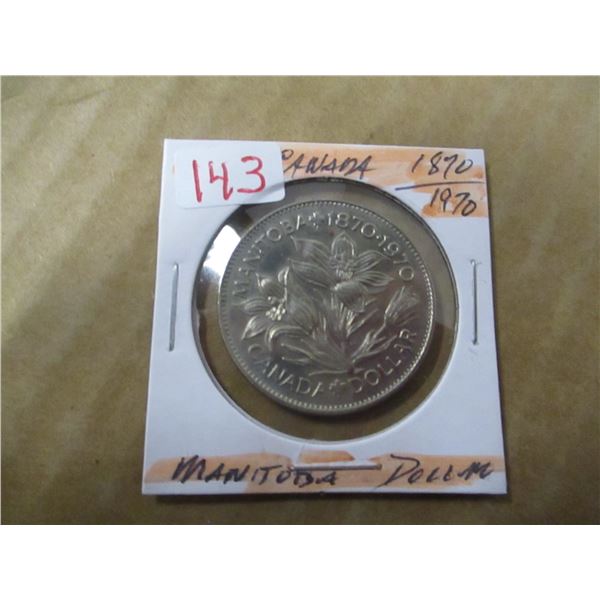 143 CANADA 1870
1970
MANITOBA 1870·1970
CANADA DOLLAR
MANITOBA DOLLAR